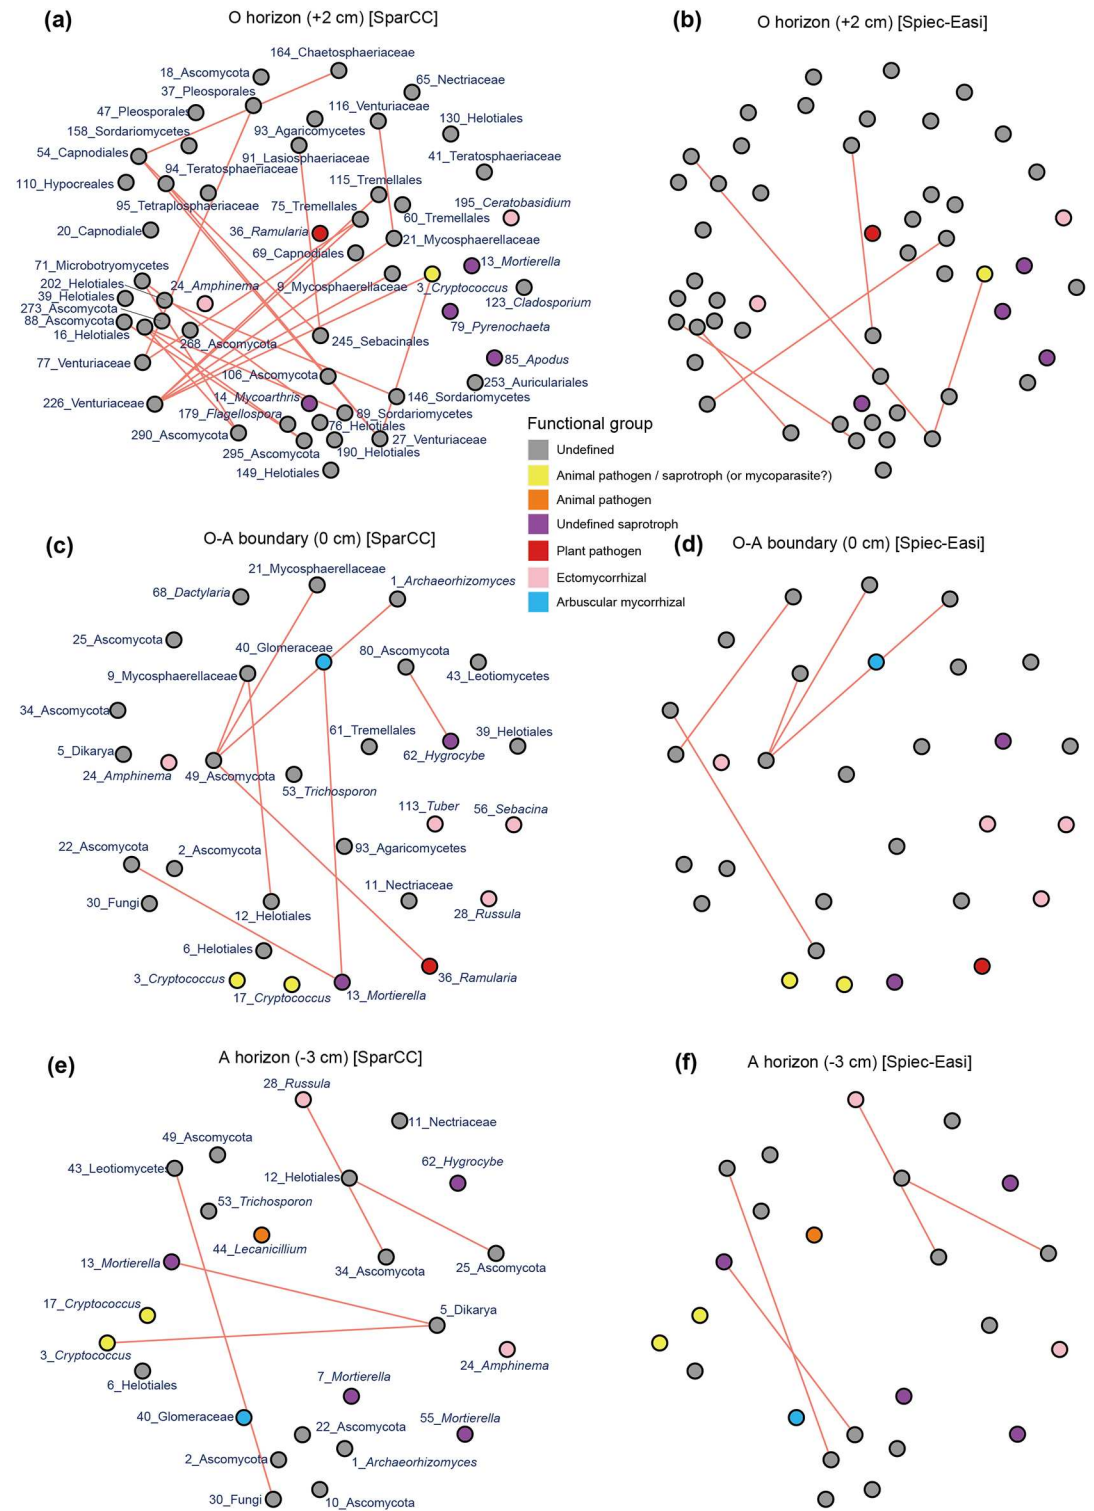 (a)
O horizon (+2 cm) [SparCC]
164_Chaetosphaeriaceae
18_Ascomycota
65_Nectriaceae
37_Pleosporales
47_Pleosporales
116_Venturiaceae
130_Helotiales
158_Sordariomycetes
93_Agaricomycetes
54_Capnodiales
91_Lasiosphaeriaceae
41_Teratosphaeriaceae
94_Teratosphaeriaceae
110_Hypocreales
115_Tremellales
95_Tetraplosphaeriaceae
75_Tremellales
195_Ceratobasidium
60_Tremellales
20_Capnodiale
36_Ramularia
21_Mycosphaerellaceae
69_Capnodiales
13_Mortierella
71_Microbotryomycetes
202_Helotiales
24_Amphinema
9_Mycosphaerellaceae
3_Cryptococcus
39_Helotiales
123_Cladosporium
273_Ascomycota
88_Ascomycota
79_Pyrenochaeta
16_Helotiales
268_Ascomycota
245_Sebacinales
77_Venturiaceae
85_Apodus
106_Ascomycota
253_Auriculariales
226_Venturiaceae
14_Mycoarthris
146_Sordariomycetes
179_Flagellospora
89_Sordariomycetes
76_Helotiales
290_Ascomycota
27_Venturiaceae
295_Ascomycota
190_Helotiales
149_Helotiales
(b)
O horizon (+2 cm) [Spiec-Easi]
Functional group
Undefined
Animal pathogen / saprotroph (or mycoparasite?)
Animal pathogen
Undefined saprotroph
Plant pathogen
Ectomycorrhizal
Arbuscular mycorrhizal
(c)
O-A boundary (0 cm) [SparCC]
21_Mycosphaerellaceae
1_Archaeorhizomyces
68_Dactylaria
25_Ascomycota
40_Glomeraceae
80_Ascomycota
9_Mycosphaerellaceae
43_Leotiomycetes
34_Ascomycota
61_Tremellales
39_Helotiales
5_Dikarya
62_Hygrocybe
24_Amphinema
49_Ascomycota
53_Trichosporon
113_Tuber
56_Sebacina
22_Ascomycota
2_Ascomycota
93_Agaricomycetes
11_Nectriaceae
30_Fungi
12_Helotiales
28_Russula
6_Helotiales
3_Cryptococcus
36_Ramularia
17_Cryptococcus
13_Mortierella
(d)
O-A boundary (0 cm) [Spiec-Easi]
(e)
A horizon (-3 cm) [SparCC]
28_Russula
11_Nectriaceae
49_Ascomycota
43_Leotiomycetes
12_Helotiales
62_Hygrocybe
53_Trichosporon
44_Lecanicillium
13_Mortierella
34_Ascomycota
25_Ascomycota
17_Cryptococcus
5_Dikarya
3_Cryptococcus
24_Amphinema
6_Helotiales
7_Mortierella
40_Glomeraceae
22_Ascomycota
55_Mortierella
2_Ascomycota
1_Archaeorhizomyces
30_Fungi
10_Ascomycota
(f)
A horizon (-3 cm) [Spiec-Easi]